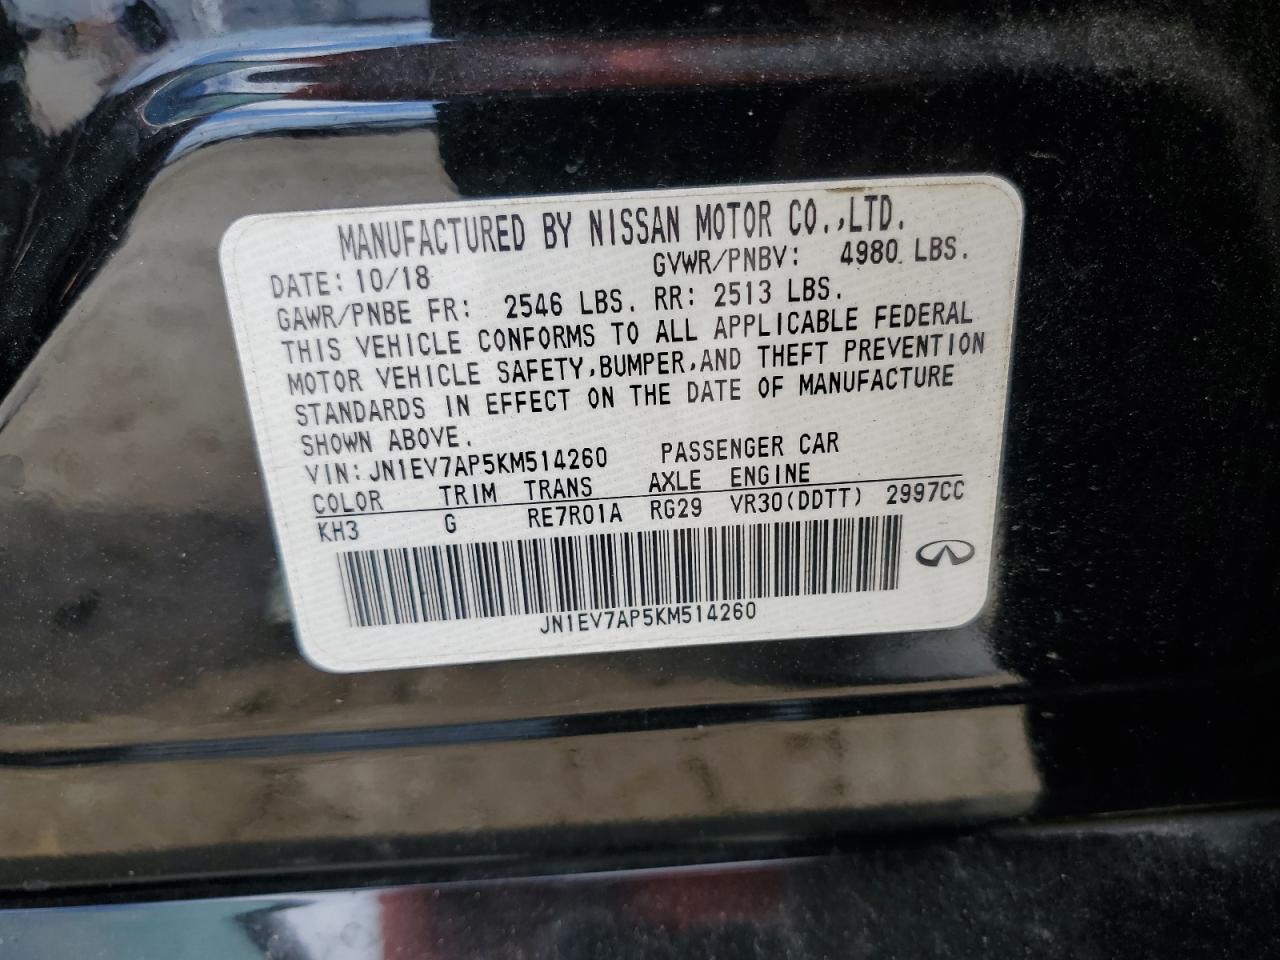 MANUFACTURED BY NISSAN MOTOR CO.,LTD.
DATE: 10/18 GVWR/PNBV: 4980 LBS.
GAWR/PNBE FR: 2546 LBS. RR: 2513 LBS.
THIS VEHICLE CONFORMS TO ALL APPLICABLE FEDERAL
MOTOR VEHICLE SAFETY,BUMPER,AND THEFT PREVENTION
STANDARDS IN EFFECT ON THE DATE OF MANUFACTURE
SHOWN ABOVE.
VIN: JN1EV7AP5KM514260 PASSENGER CAR
COLOR TRIM TRANS AXLE ENGINE
KH3 G RE7R01A RG29 VR30(DDTT) 2997CC
JN1EV7AP5KM514260